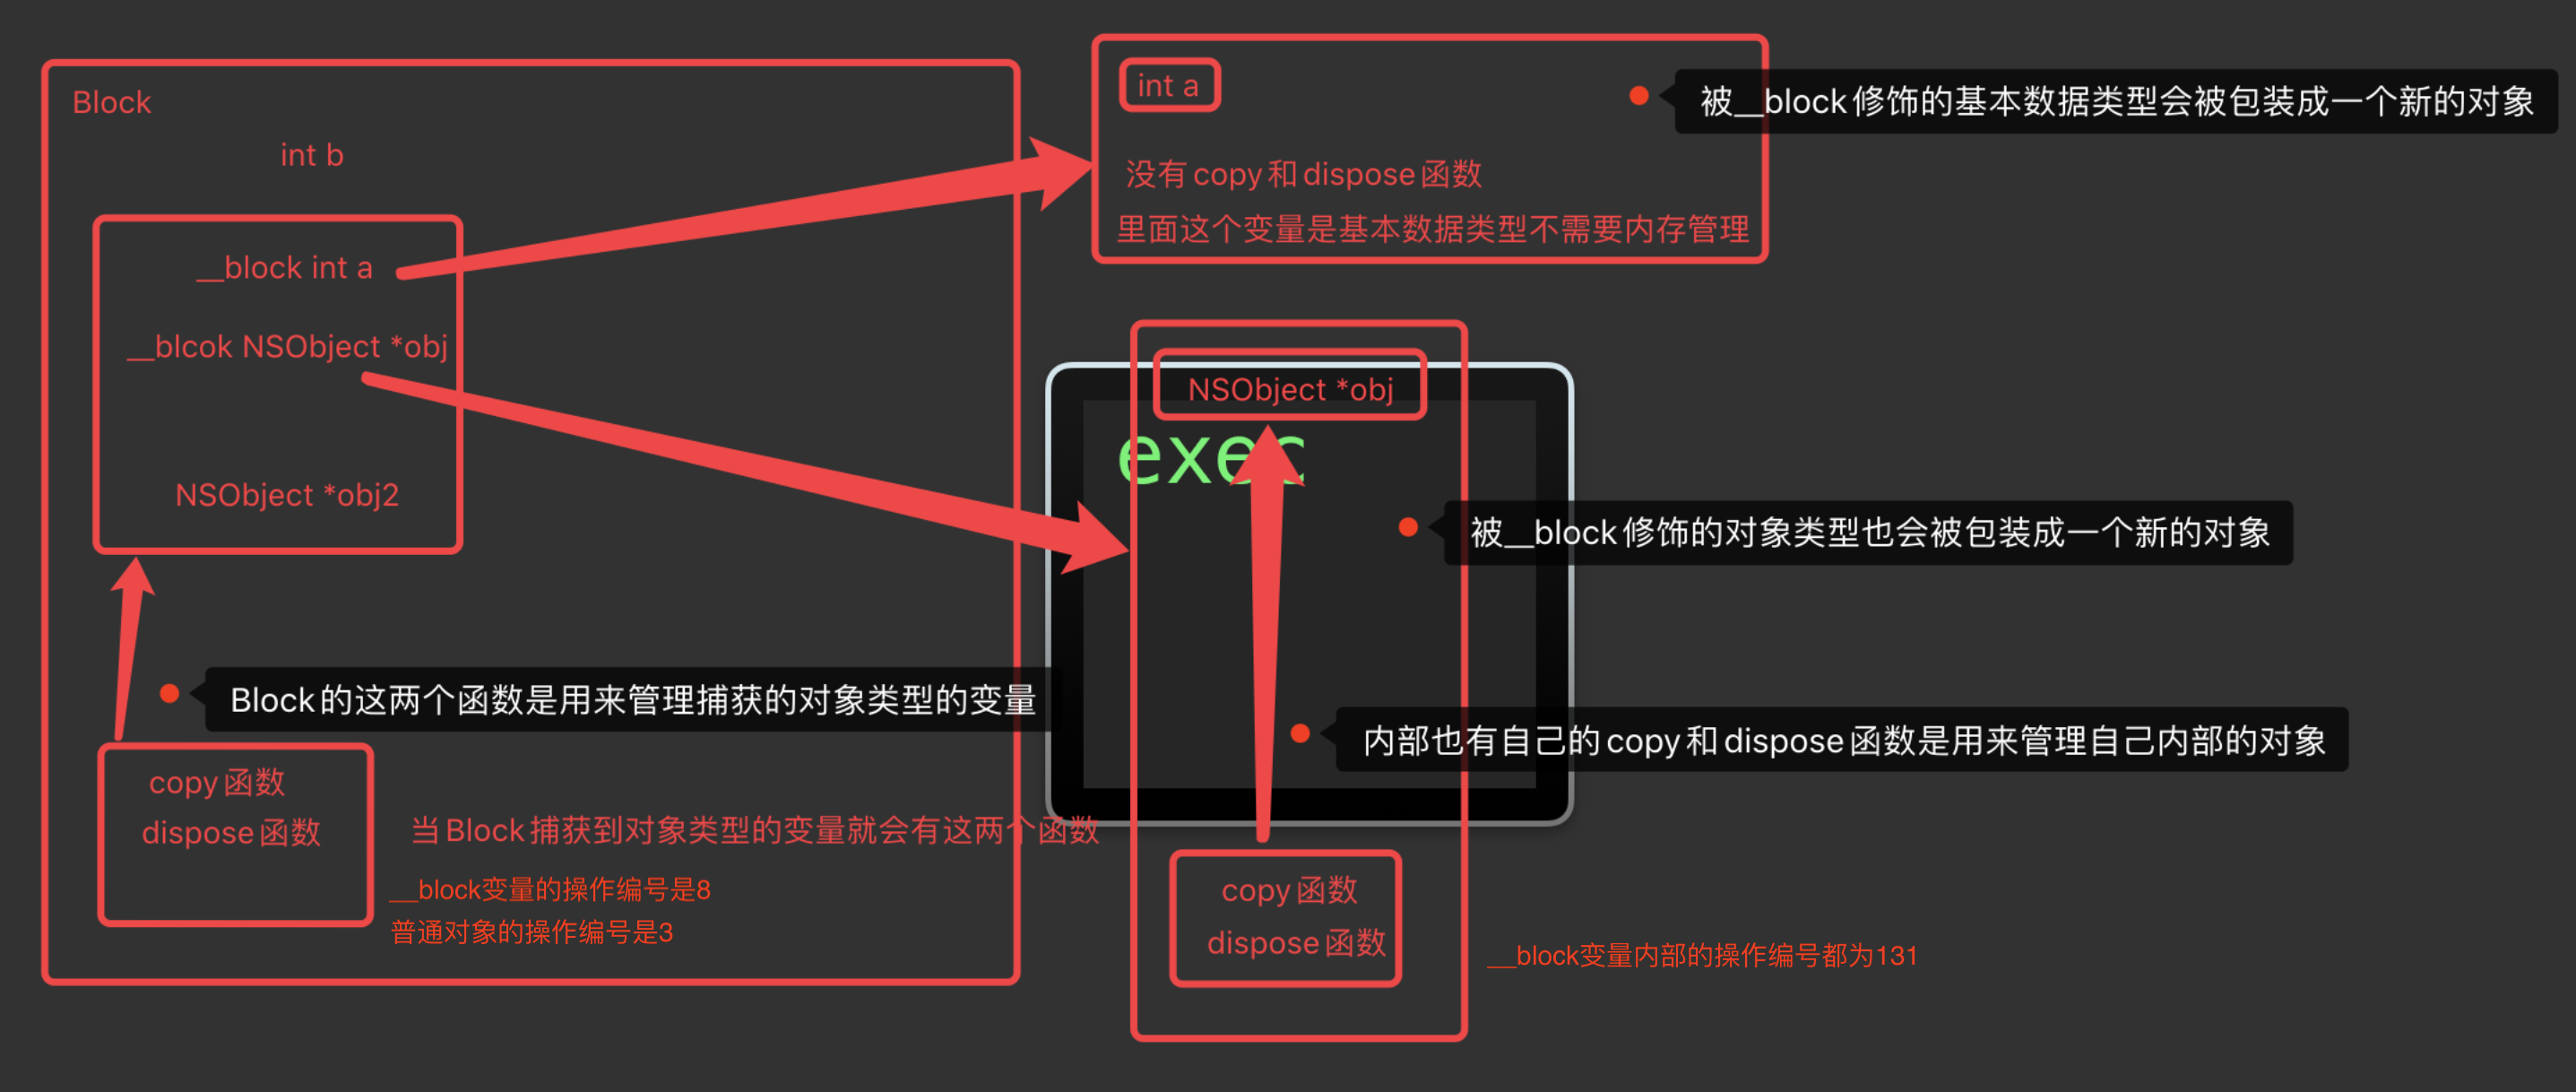 Block
int b
__block int a
__blcok NSObject *obj
NSObject *obj2
Block的这两个函数是用来管理捕获的对象类型的变量
copy函数
dispose函数
当Block捕获到对象类型的变量就会有这两个函数
__block变量的操作编号是8
普通对象的操作编号是3
int a
被__block修饰的基本数据类型会被包装成一个新的对象
没有copy和dispose函数
里面这个变量是基本数据类型不需要内存管理
NSObject *obj
exec
被__block修饰的对象类型也会被包装成一个新的对象
内部也有自己的copy和dispose函数是用来管理自己内部的对象
copy函数
dispose函数
__block变量内部的操作编号都为131